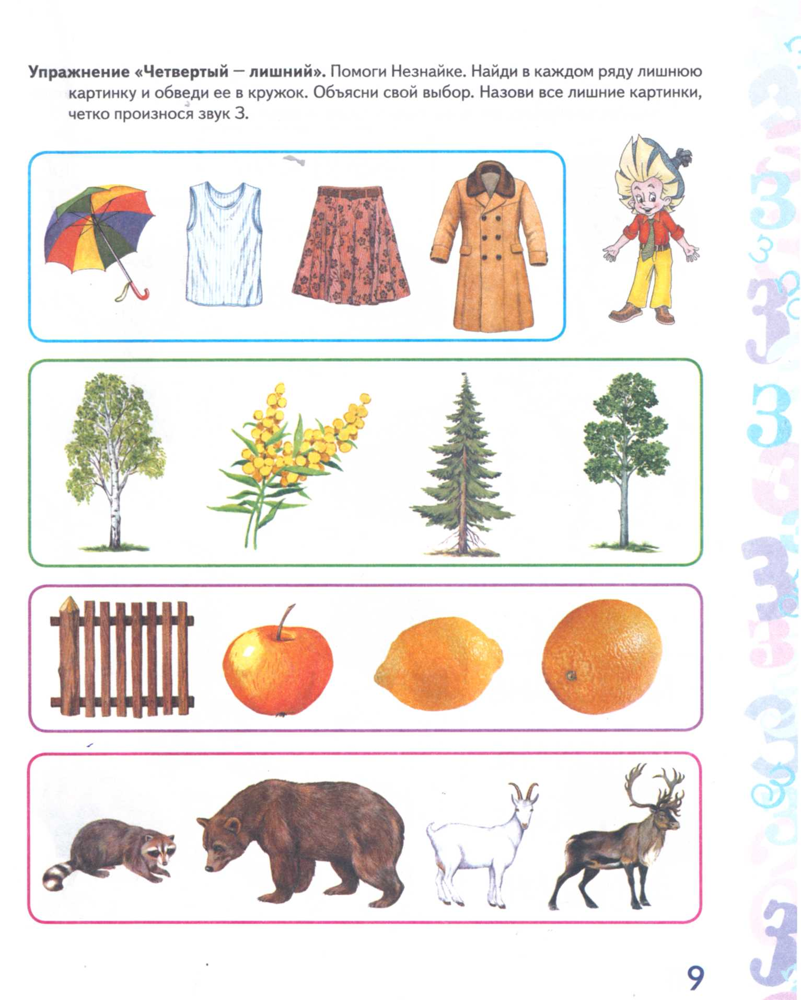 Упражнение «Четвертый — лишний». Помоги Незнайке. Найди в каждом ряду лишнюю
картинку и обведи ее в кружок. Объясни свой выбор. Назови все лишние картинки,
четко произнося звук З.
9